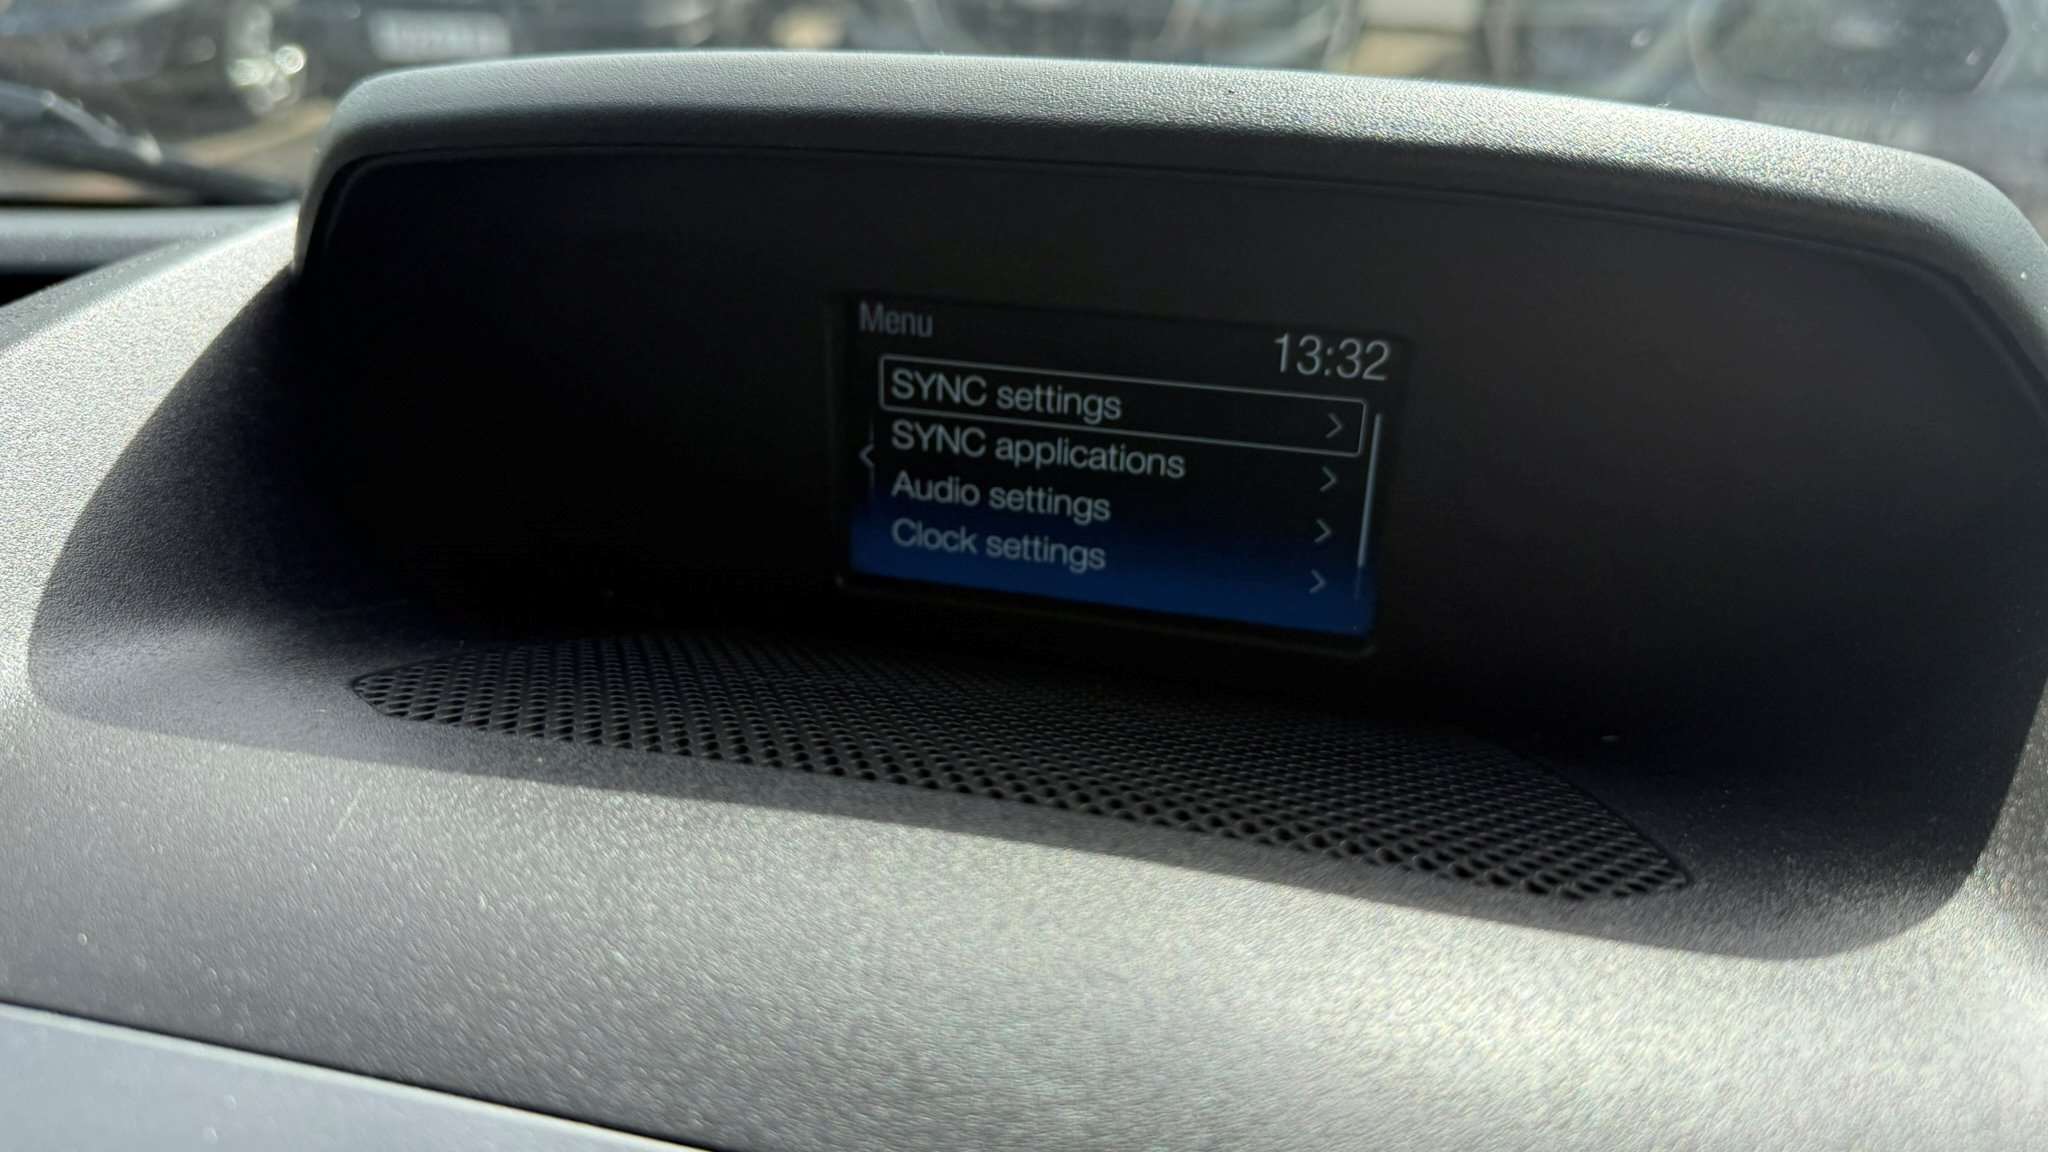 Menu
13:32
SYNC settings
SYNC applications
Audio settings
Clock settings